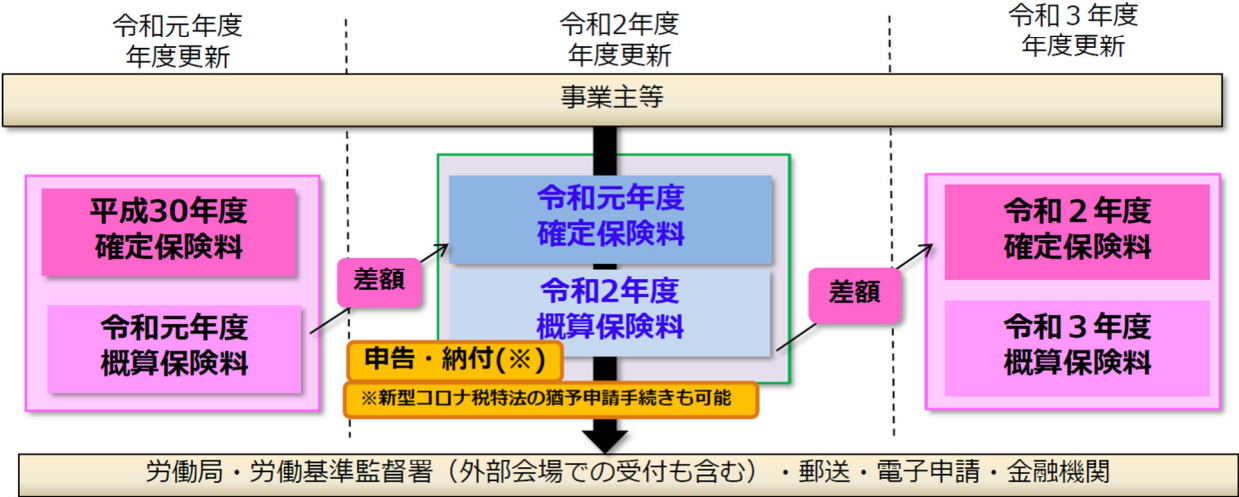 令和元年度
年度更新
令和2年度
年度更新
令和３年度
年度更新
事業主等
平成30年度
確定保険料
令和元年度
概算保険料
差額
令和元年度
確定保険料
令和2年度
概算保険料
申告・納付(※)
※新型コロナ税特法の猶予申請手続きも可能
差額
令和２年度
確定保険料
令和３年度
概算保険料
労働局・労働基準監督署（外部会場での受付も含む）・郵送・電子申請・金融機関